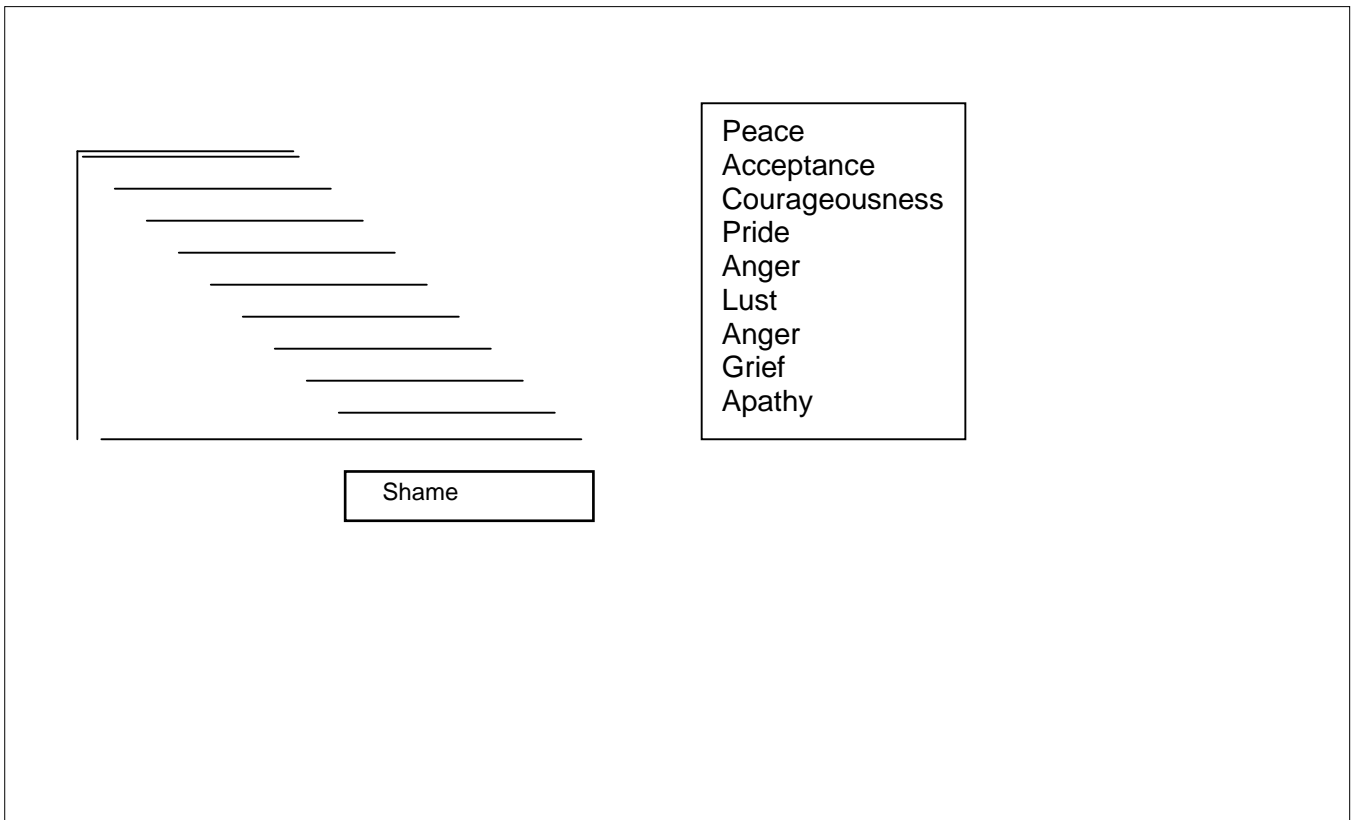 Peace
Acceptance
Courageousness
Pride
Anger
Lust
Anger
Grief
Apathy
Shame